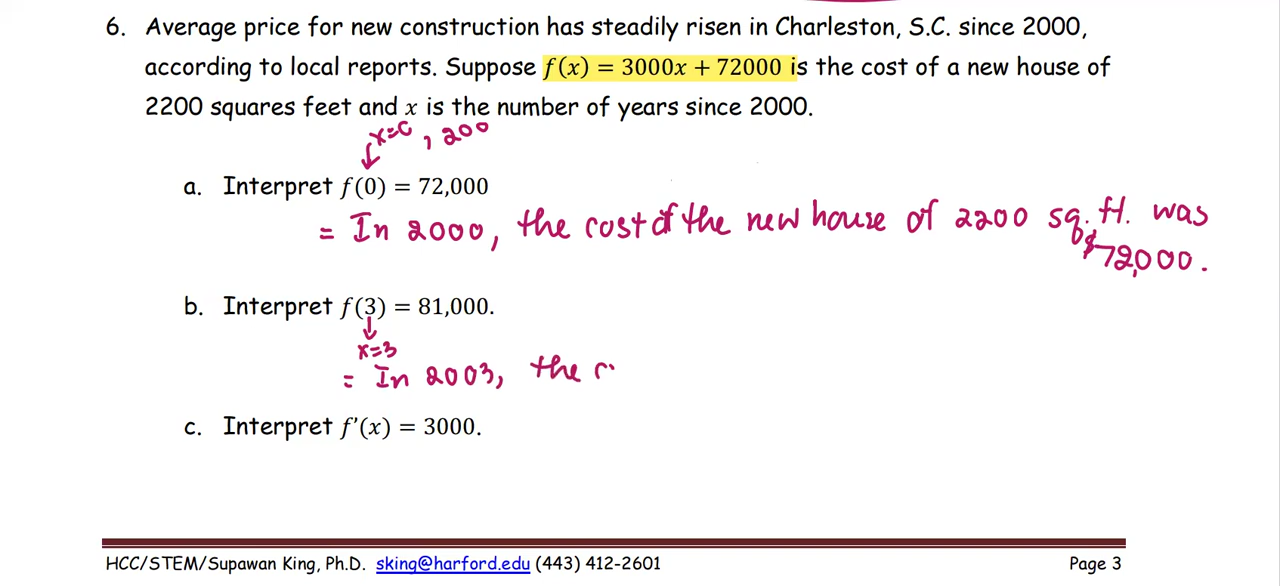 6. Average price for new construction has steadily risen in Charleston, S.C. since 2000,
according to local reports. Suppose f(x) = 3000x + 72000 is the cost of a new house of
2200 squares feet and x is the number of years since 2000.
x=0, 200
a. Interpret f(0) = 72,000
= In 2000, the cost of the new house of 2200 sq. ft. was
$72,000.
b. Interpret f(3) = 81,000.
x=3
= In 2003, the c
c. Interpret f'(x) = 3000.
HCC/STEM/Supawan King, Ph.D. sking@harford.edu (443) 412-2601 Page 3